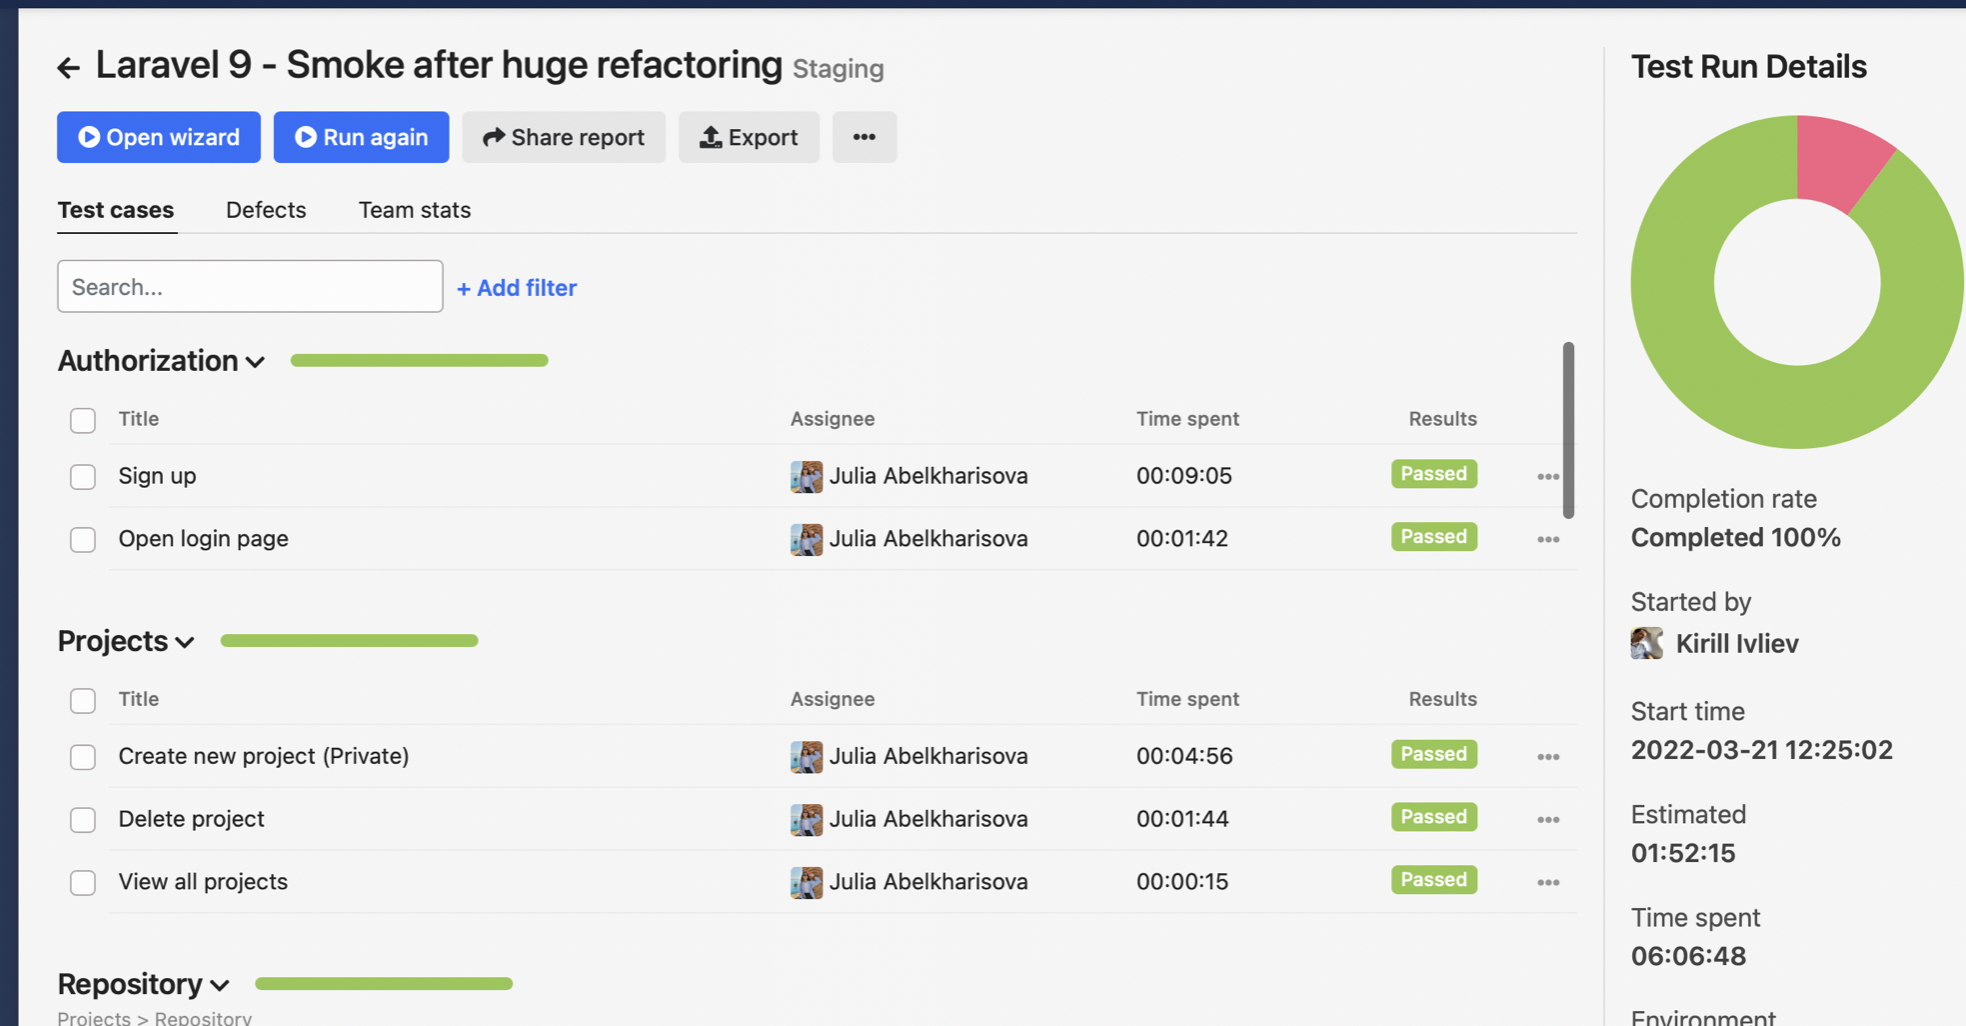 Laravel 9 - Smoke after huge refactoring Staging
Open wizard Run again Share report Export
Test cases Defects Team stats
Search...
+ Add filter
Authorization
Title Assignee Time spent Results
Sign up Julia Abelkharisova 00:09:05 Passed
Open login page Julia Abelkharisova 00:01:42 Passed
Projects
Title Assignee Time spent Results
Create new project (Private) Julia Abelkharisova 00:04:56 Passed
Delete project Julia Abelkharisova 00:01:44 Passed
View all projects Julia Abelkharisova 00:00:15 Passed
Repository
Projects > Repository
Test Run Details
Completion rate
Completed 100%
Started by
Kirill Ivliev
Start time
2022-03-21 12:25:02
Estimated
01:52:15
Time spent
06:06:48
Environment